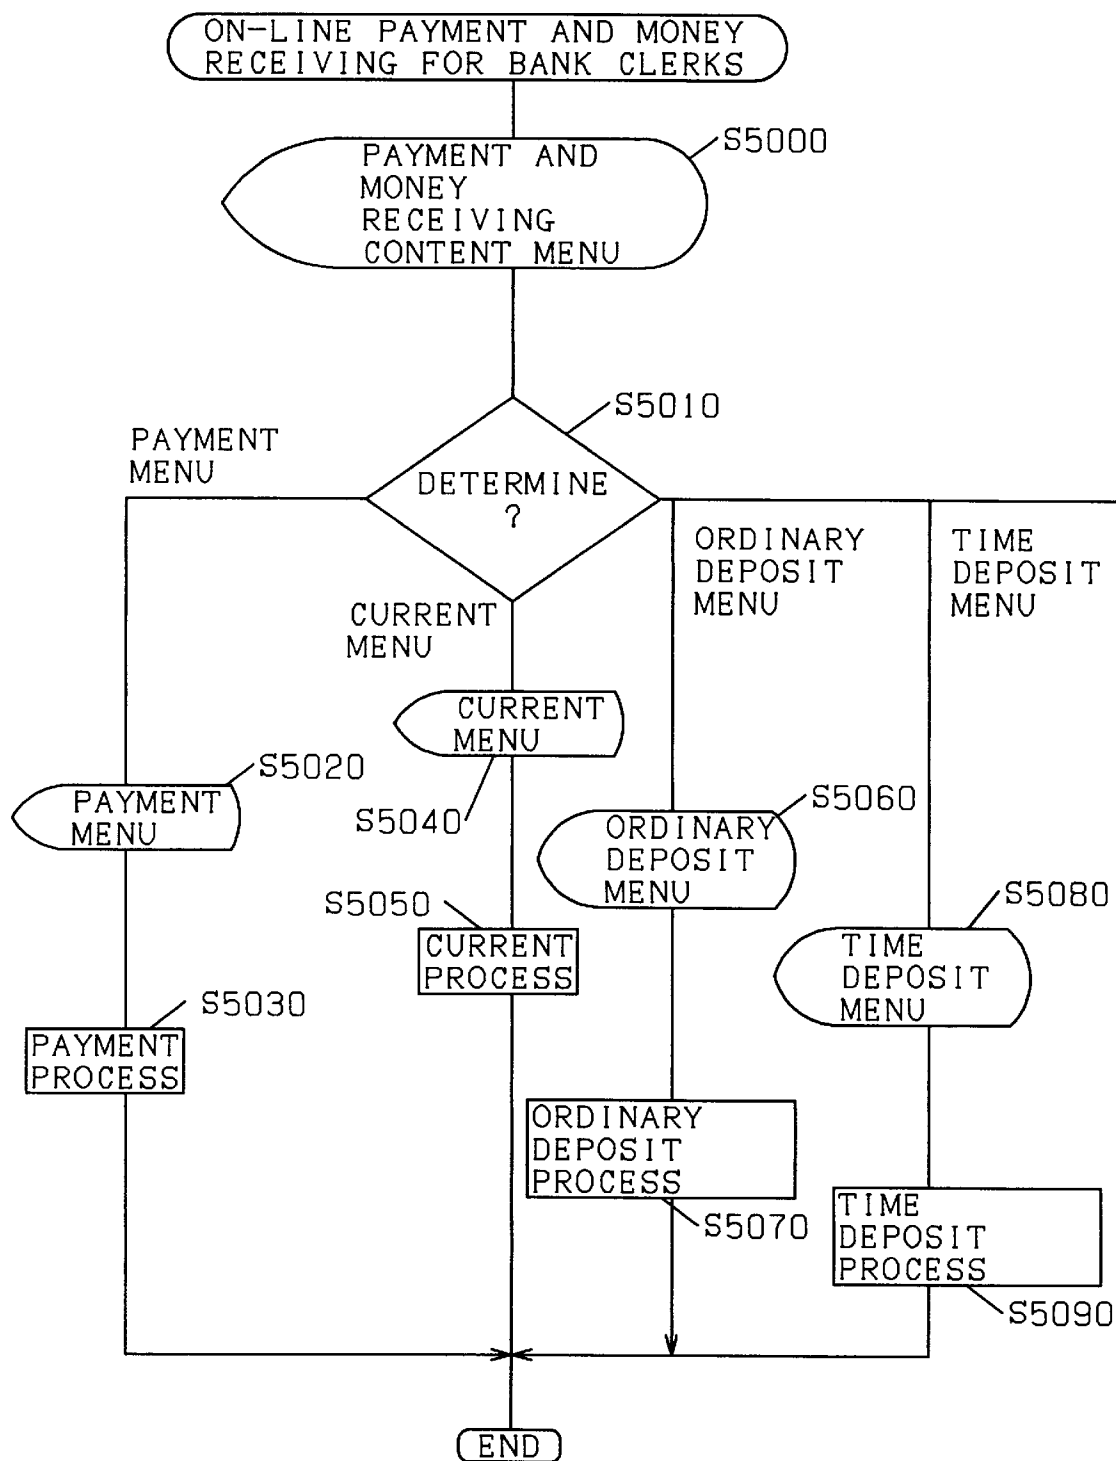 ON-LINE PAYMENT AND MONEY
RECEIVING FOR BANK CLERKS
S5000
PAYMENT AND
MONEY
RECEIVING
CONTENT MENU
S5010
DETERMINE
?
PAYMENT
MENU
CURRENT
MENU
ORDINARY
DEPOSIT
MENU
TIME
DEPOSIT
MENU
CURRENT
MENU
S5040
S5020
PAYMENT
MENU
S5060
ORDINARY
DEPOSIT
MENU
S5080
TIME
DEPOSIT
MENU
S5050
CURRENT
PROCESS
S5030
PAYMENT
PROCESS
ORDINARY
DEPOSIT
PROCESS
S5070
TIME
DEPOSIT
PROCESS
S5090
END